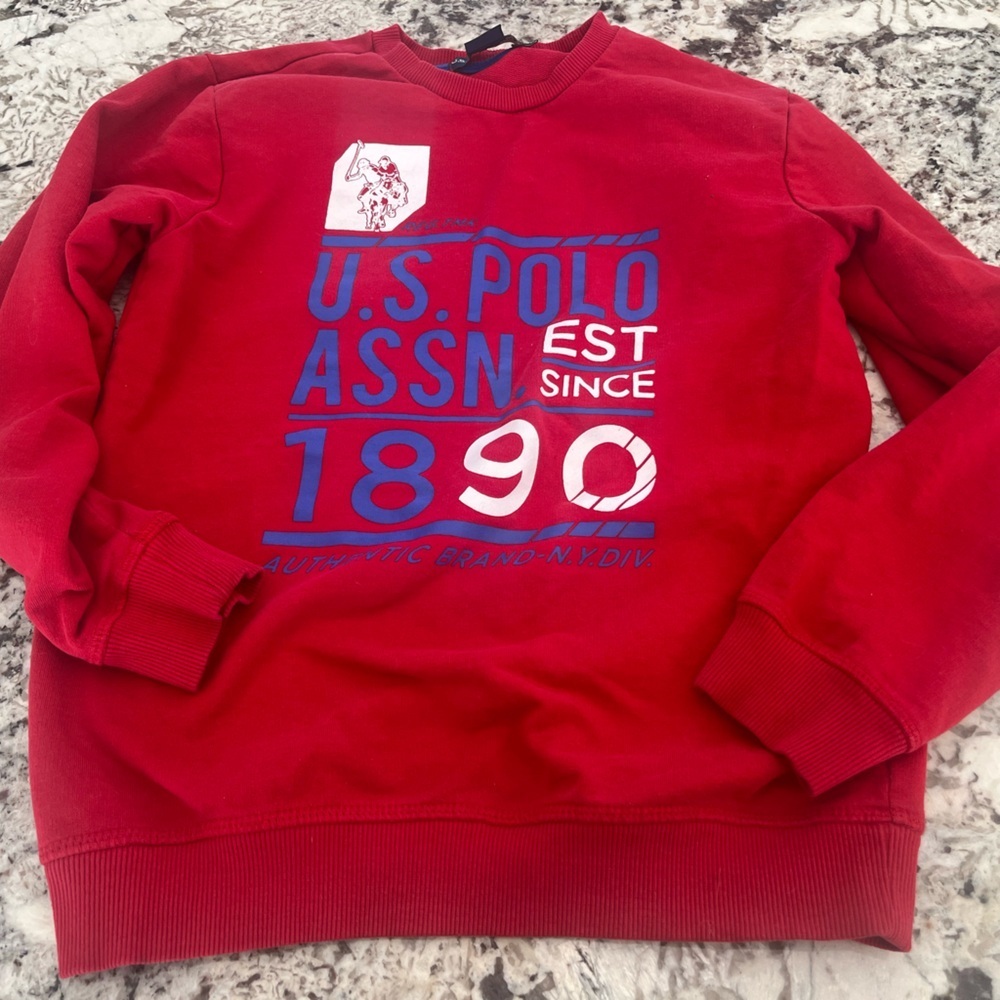 U.S. POLO
ASSN. EST
SINCE
1890
AUTHENTIC BRAND-N.Y.DIV.